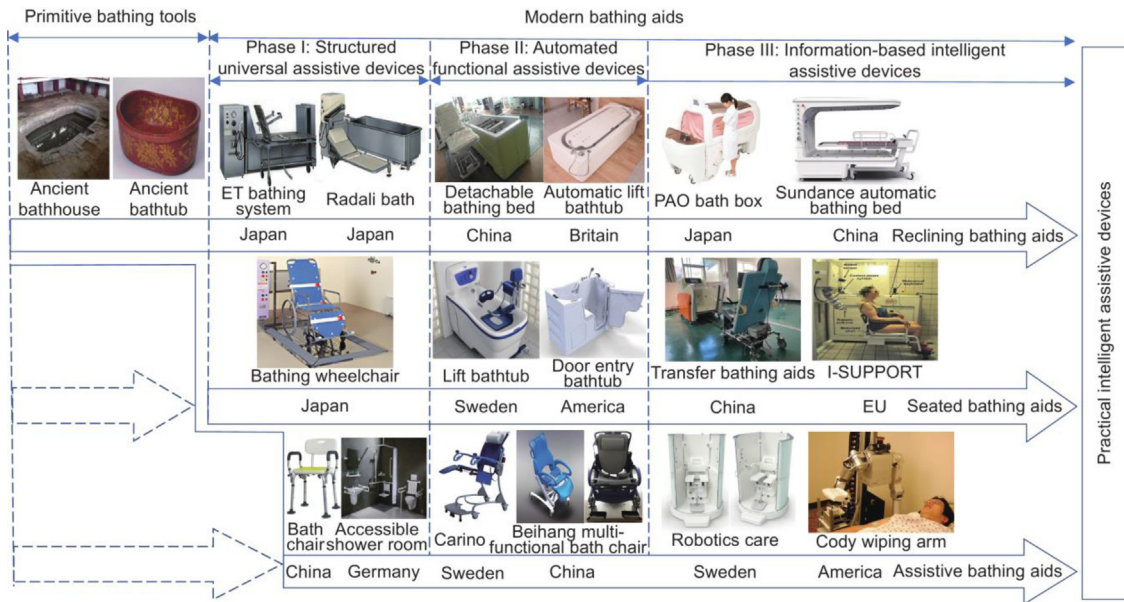 Primitive bathing tools
Modern bathing aids
Phase I: Structured
universal assistive devices
Phase II: Automated
functional assistive devices
Phase III: Information-based intelligent
assistive devices
Ancient
bathhouse
Ancient
bathtub
ET bathing
system
Radali bath
Detachable
bathing bed
Automatic lift
bathtub
PAO bath box
Sundance automatic
bathing bed
Japan
Japan
China
Britain
Japan
China
Reclining bathing aids
Bathing wheelchair
Lift bathtub
Door entry
bathtub
Transfer bathing aids
I-SUPPORT
Japan
Sweden
America
China
EU
Seated bathing aids
Bath
chair
Accessible
shower room
Carino
Beihang multi-
functional bath chair
Robotics care
Cody wiping arm
China
Germany
Sweden
China
Sweden
America
Assistive bathing aids
Practical intelligent assistive devices